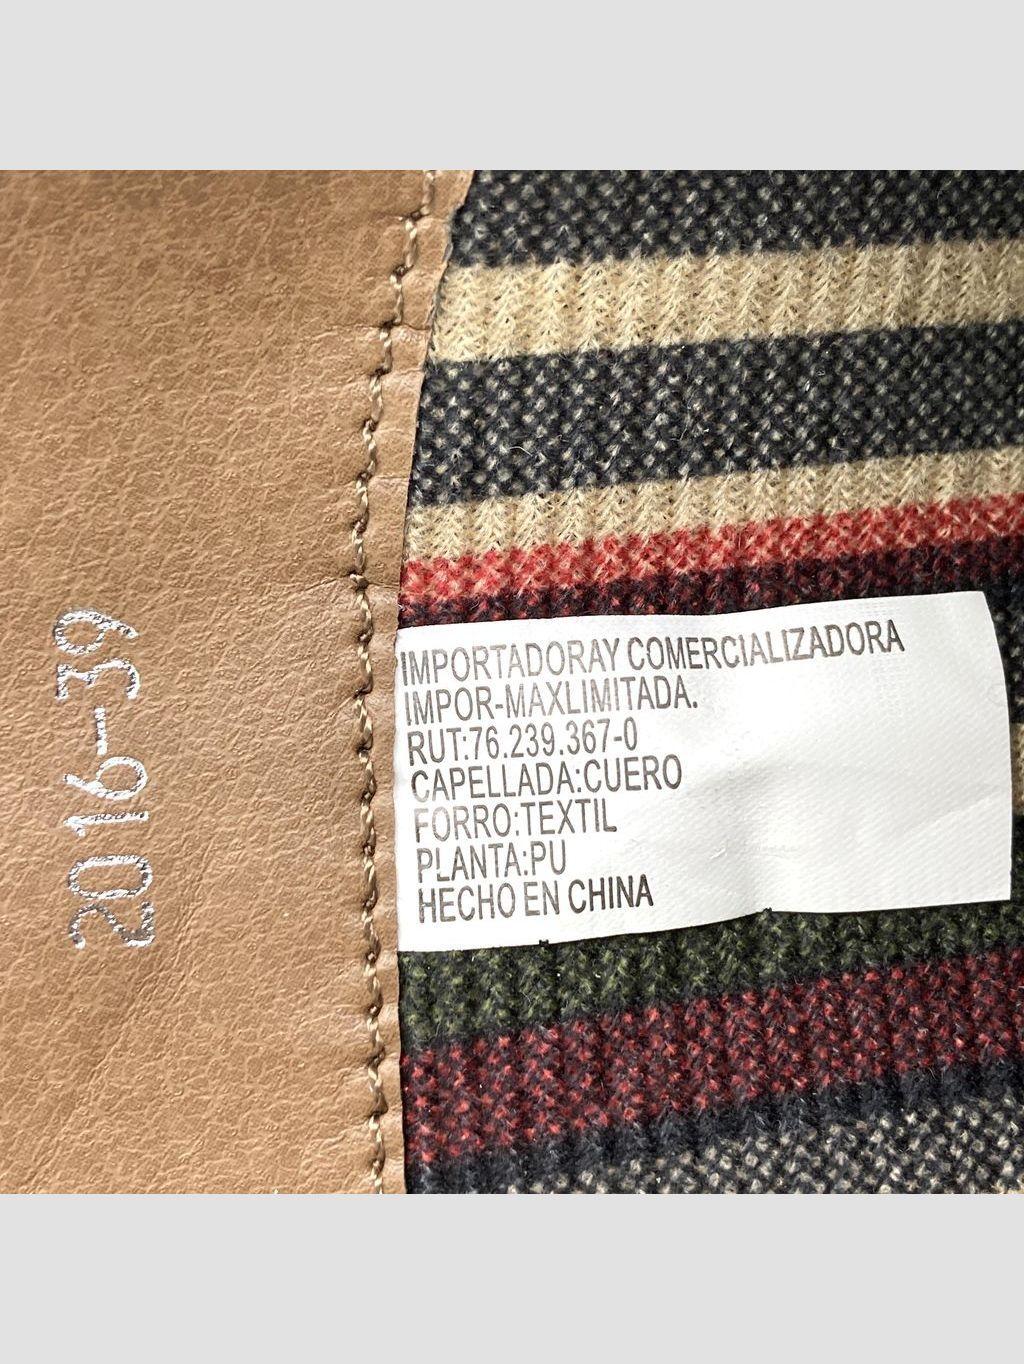 2016-39
IMPORTADORAY COMERCIALIZADORA
IMPOR-MAXLIMITADA.
RUT:76.239.367-0
CAPELLADA:CUERO
FORRO:TEXTIL
PLANTA:PU
HECHO EN CHINA